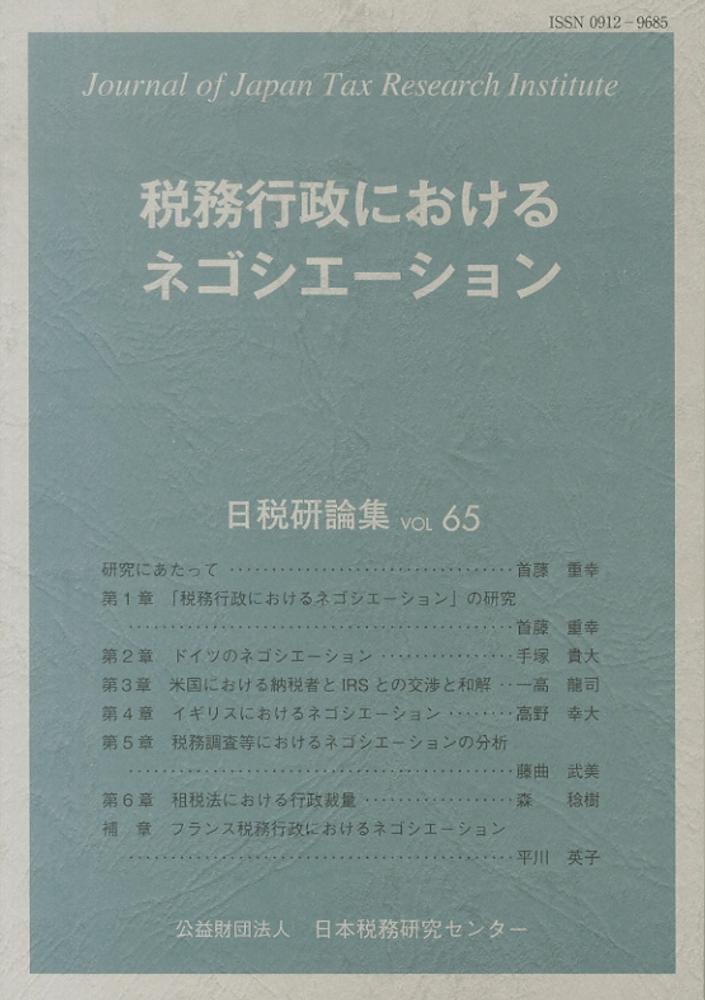 ISSN 0912－9685
Journal of Japan Tax Research Institute
税務行政における
ネゴシエーション
日税研論集 VOL 65
研究にあたって ································ 首藤　重幸
第１章　「税務行政におけるネゴシエーション」の研究
············································ 首藤　重幸
第２章　ドイツのネゴシエーション ················ 手塚　貴大
第３章　米国における納税者とIRSとの交渉と和解 ·· 一高　龍司
第４章　イギリスにおけるネゴシエーション ········ 高野　幸大
第５章　税務調査等におけるネゴシエーションの分析
············································ 藤曲　武美
第６章　租税法における行政裁量 ·················· 森　　稔樹
補　章　フランス税務行政におけるネゴシエーション
············································ 平川　英子
公益財団法人　日本税務研究センター